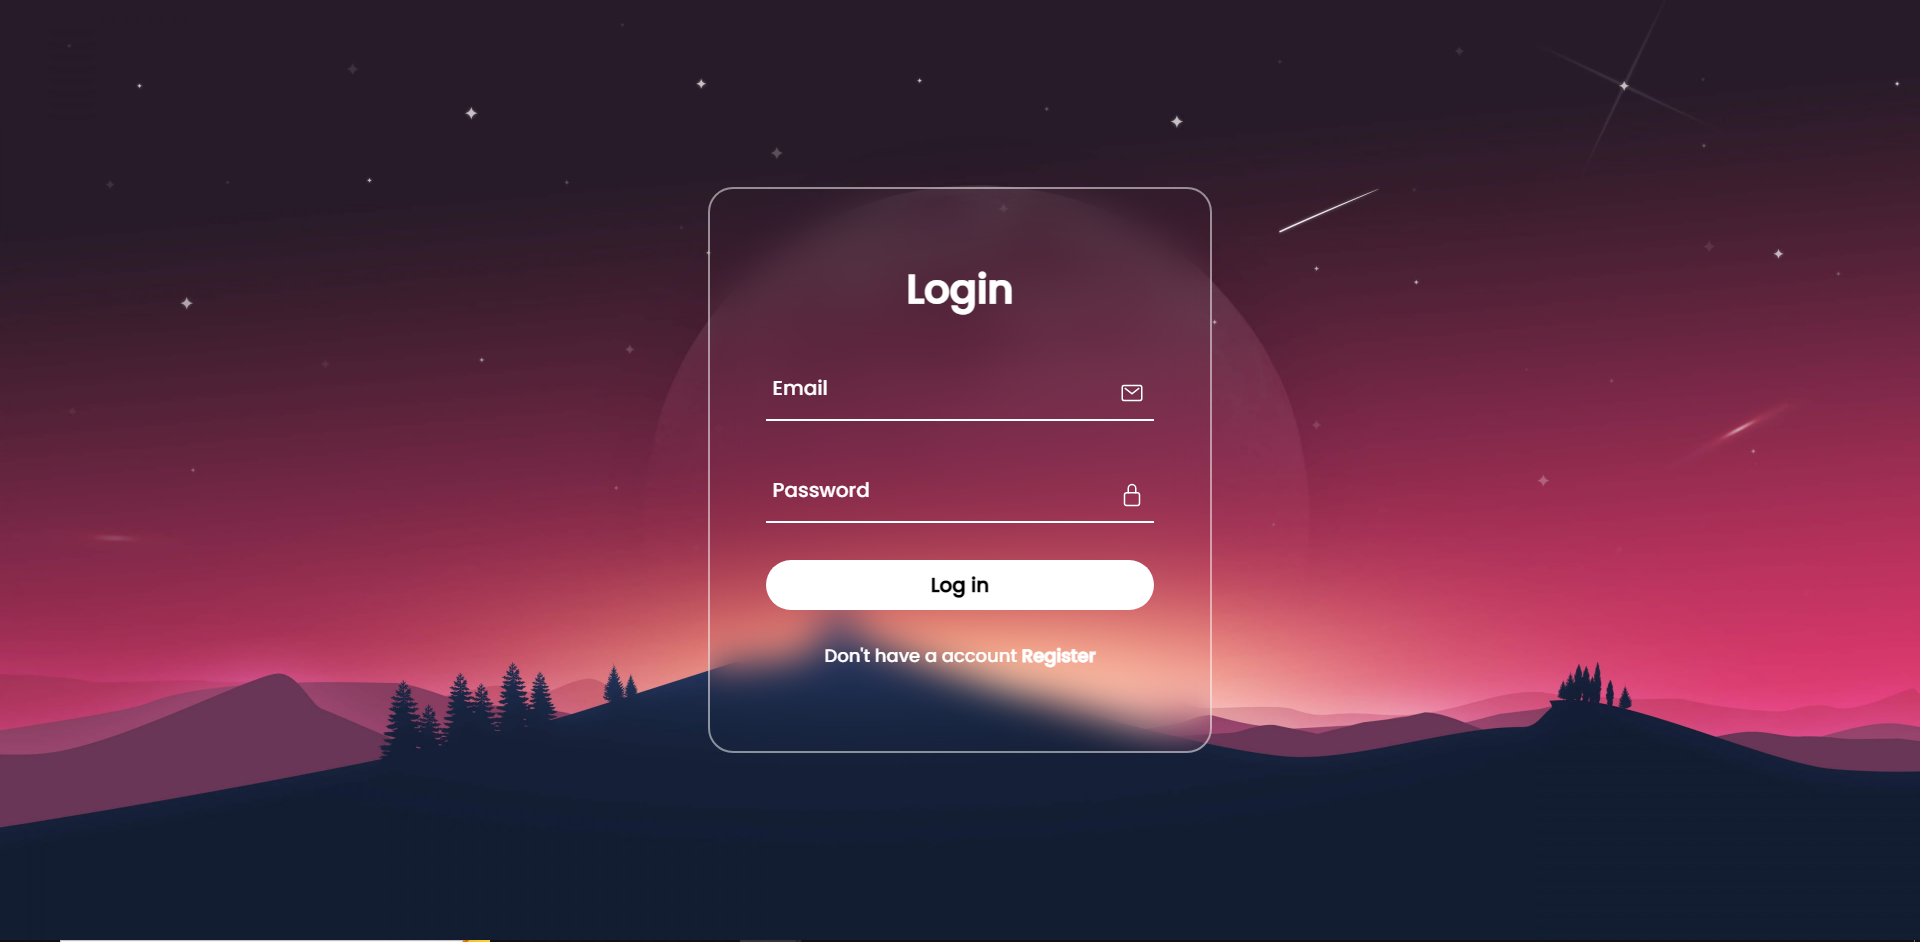 Login
Email
Password
Log in
Don't have a account Register